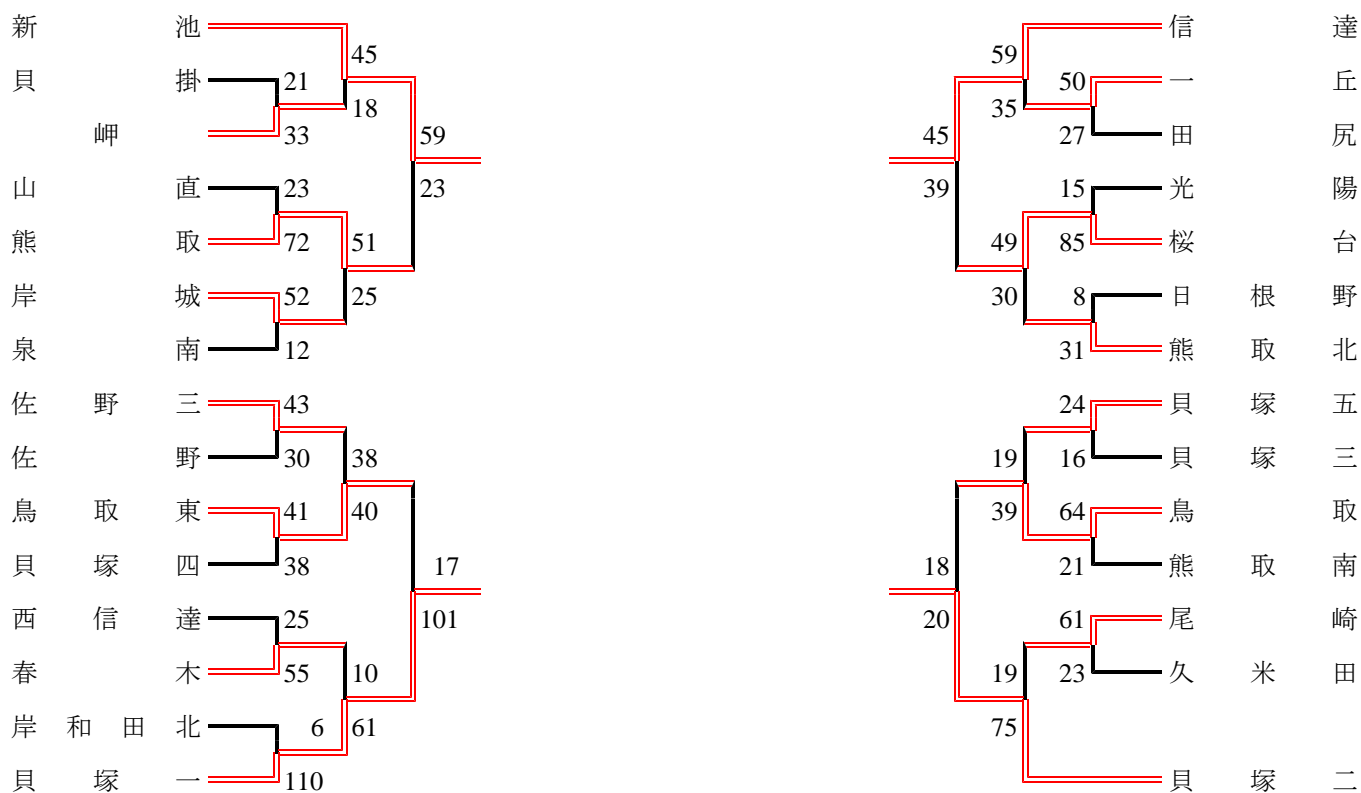 新池 45 59 信達
貝掛 21 50 一丘
18 35
岬 33 59 45 27 田尻
山直 23 23 39 15 光陽
熊取 72 51 49 85 桜台
岸城 52 25 30 8 日根野
泉南 12 31 熊取北
佐野三 43 24 貝塚五
佐野 30 38 19 16 貝塚三
鳥取東 41 40 39 64 鳥取
貝塚四 38 17 18 21 熊取南
西信達 25 101 20 61 尾崎
春木 55 10 19 23 久米田
岸和田北 6 61 75
貝塚一 110 貝塚二